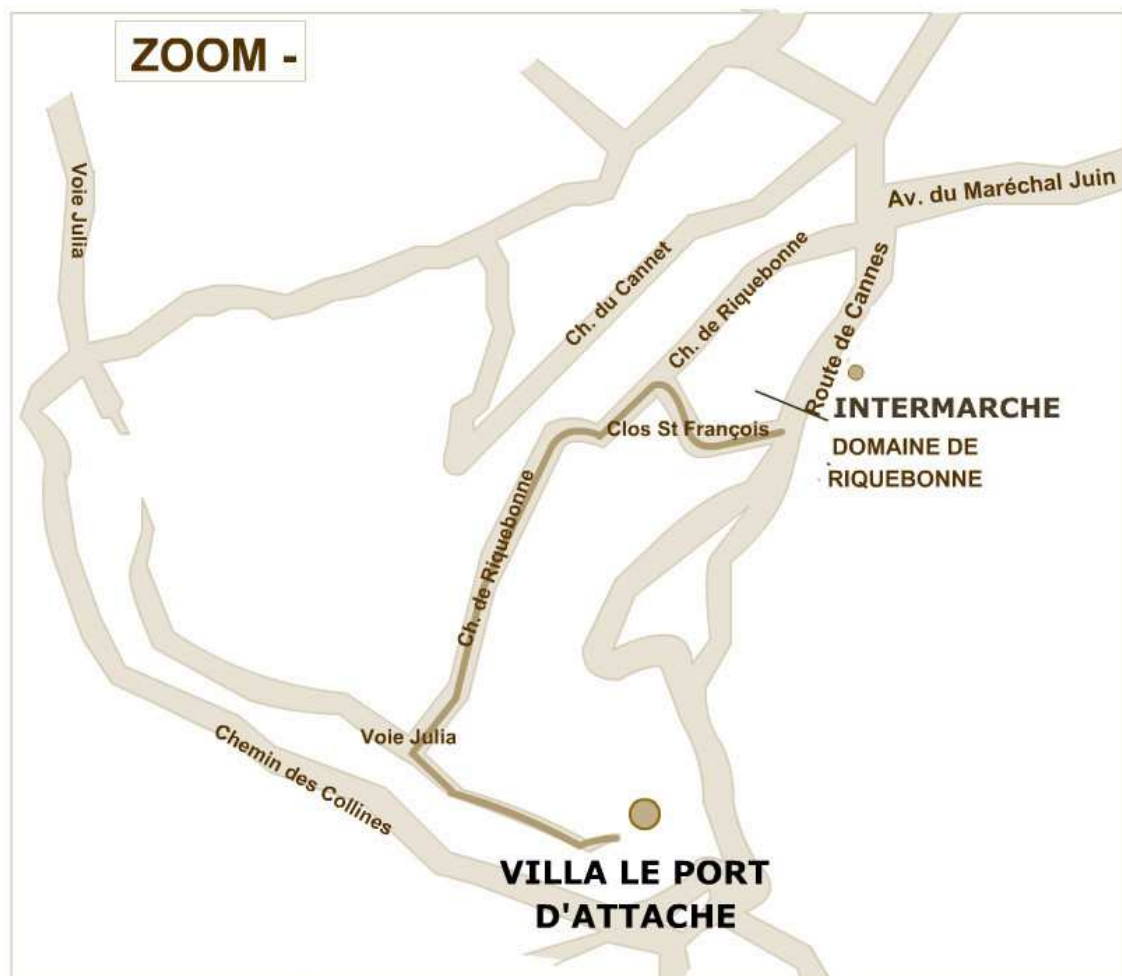 ZOOM -
Voie Julia
Av. du Maréchal Juin
Ch. du Cannet
Ch. de Riquebonne
Route de Cannes
INTERMARCHE
Clos St François
DOMAINE DE
RIQUEBONNE
Ch. de Riquebonne
Voie Julia
Chemin des Collines
VILLA LE PORT
D'ATTACHE